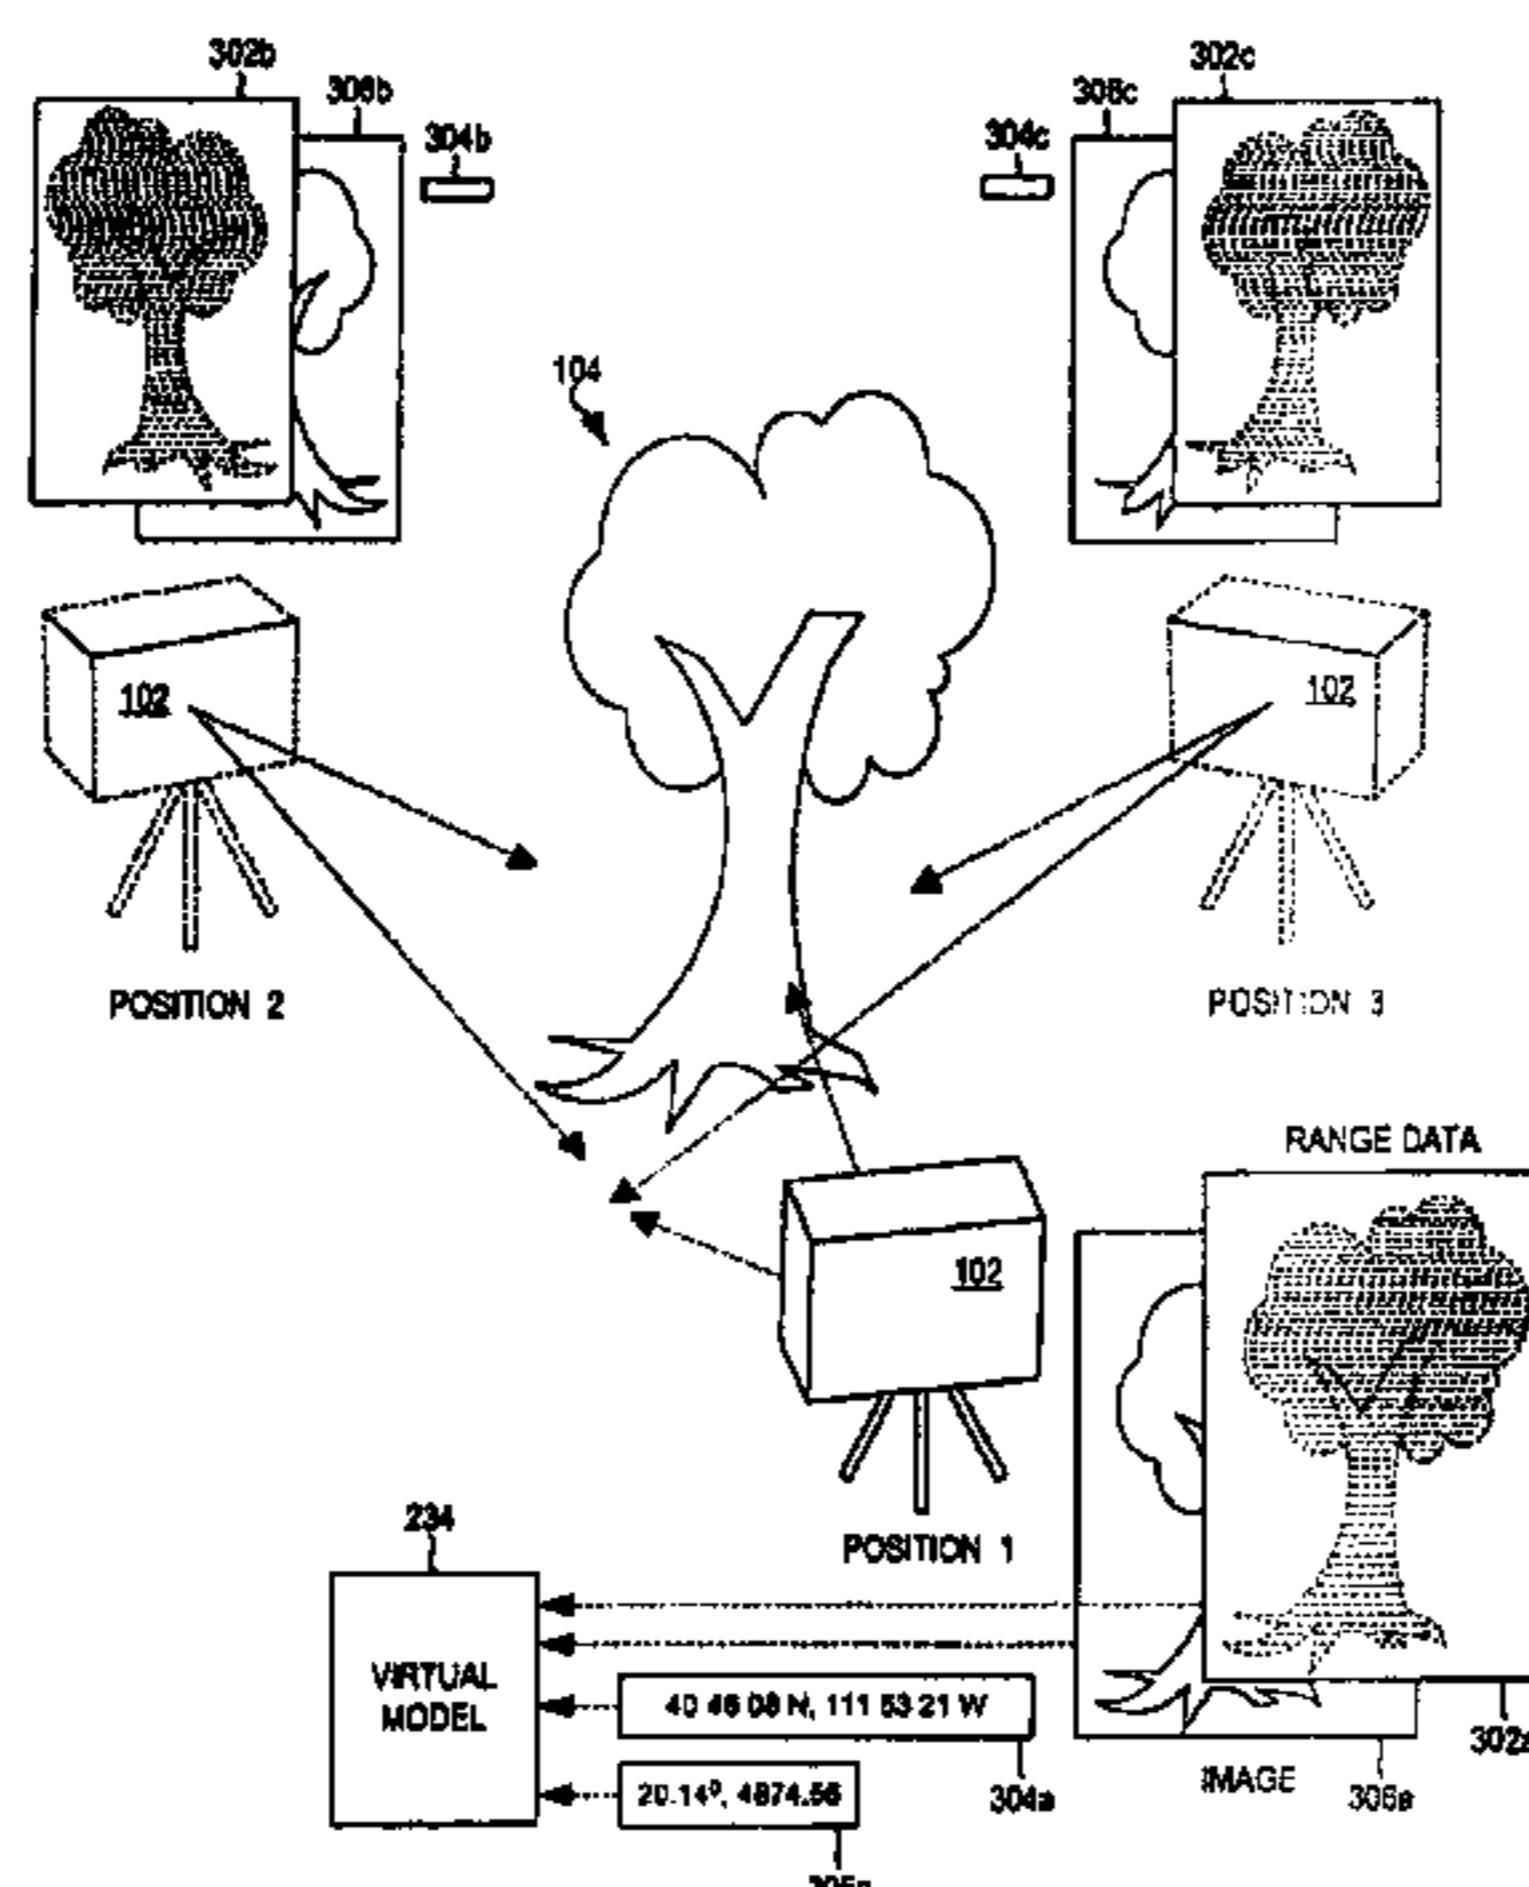 302b
306b
304b
302c
306c
304c
104
102
102
POSITION 2
POSITION 3
RANGE DATA
102
POSITION 1
234
VIRTUAL
MODEL
40 46 08 N, 111 53 21 W
20.14°, 4874.56
304a
IMAGE
306a